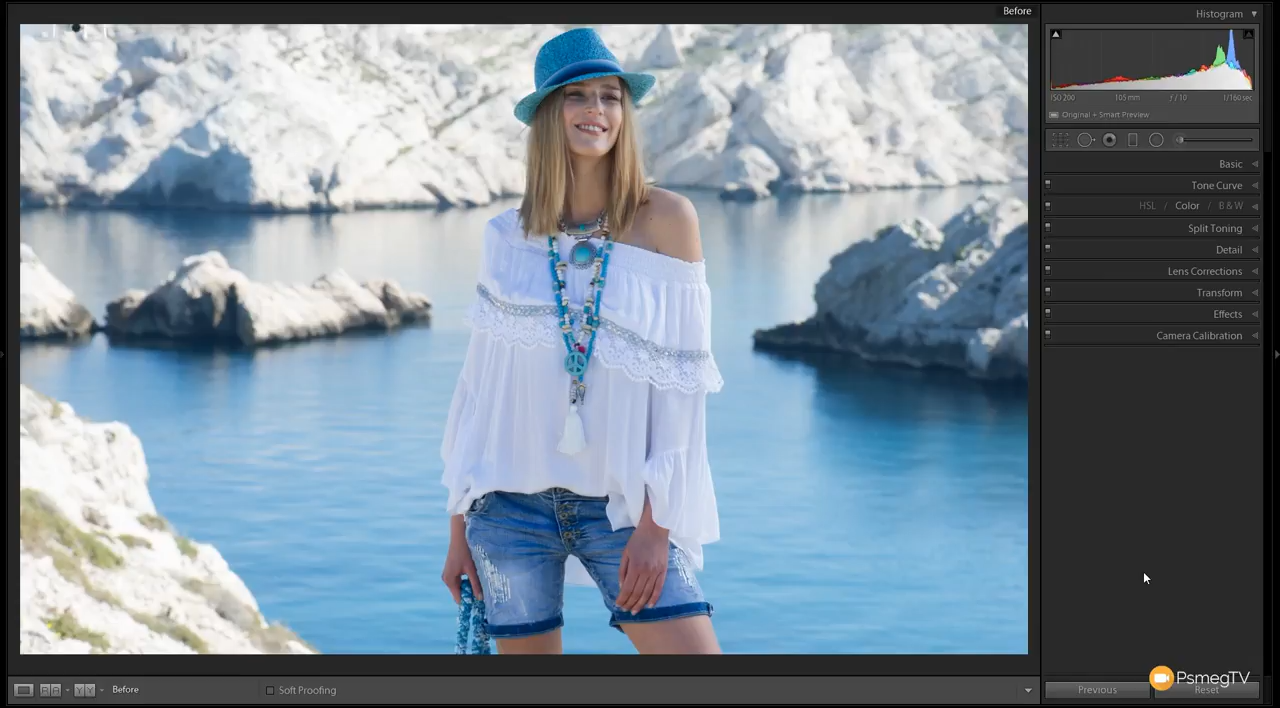 Before
Histogram
ISO 200 105 mm f / 10 1/160 sec
Original + Smart Preview
Basic
Tone Curve
HSL / Color / B & W
Split Toning
Detail
Lens Corrections
Transform
Effects
Camera Calibration
Before
Soft Proofing
PsmegTV
Previous
Reset